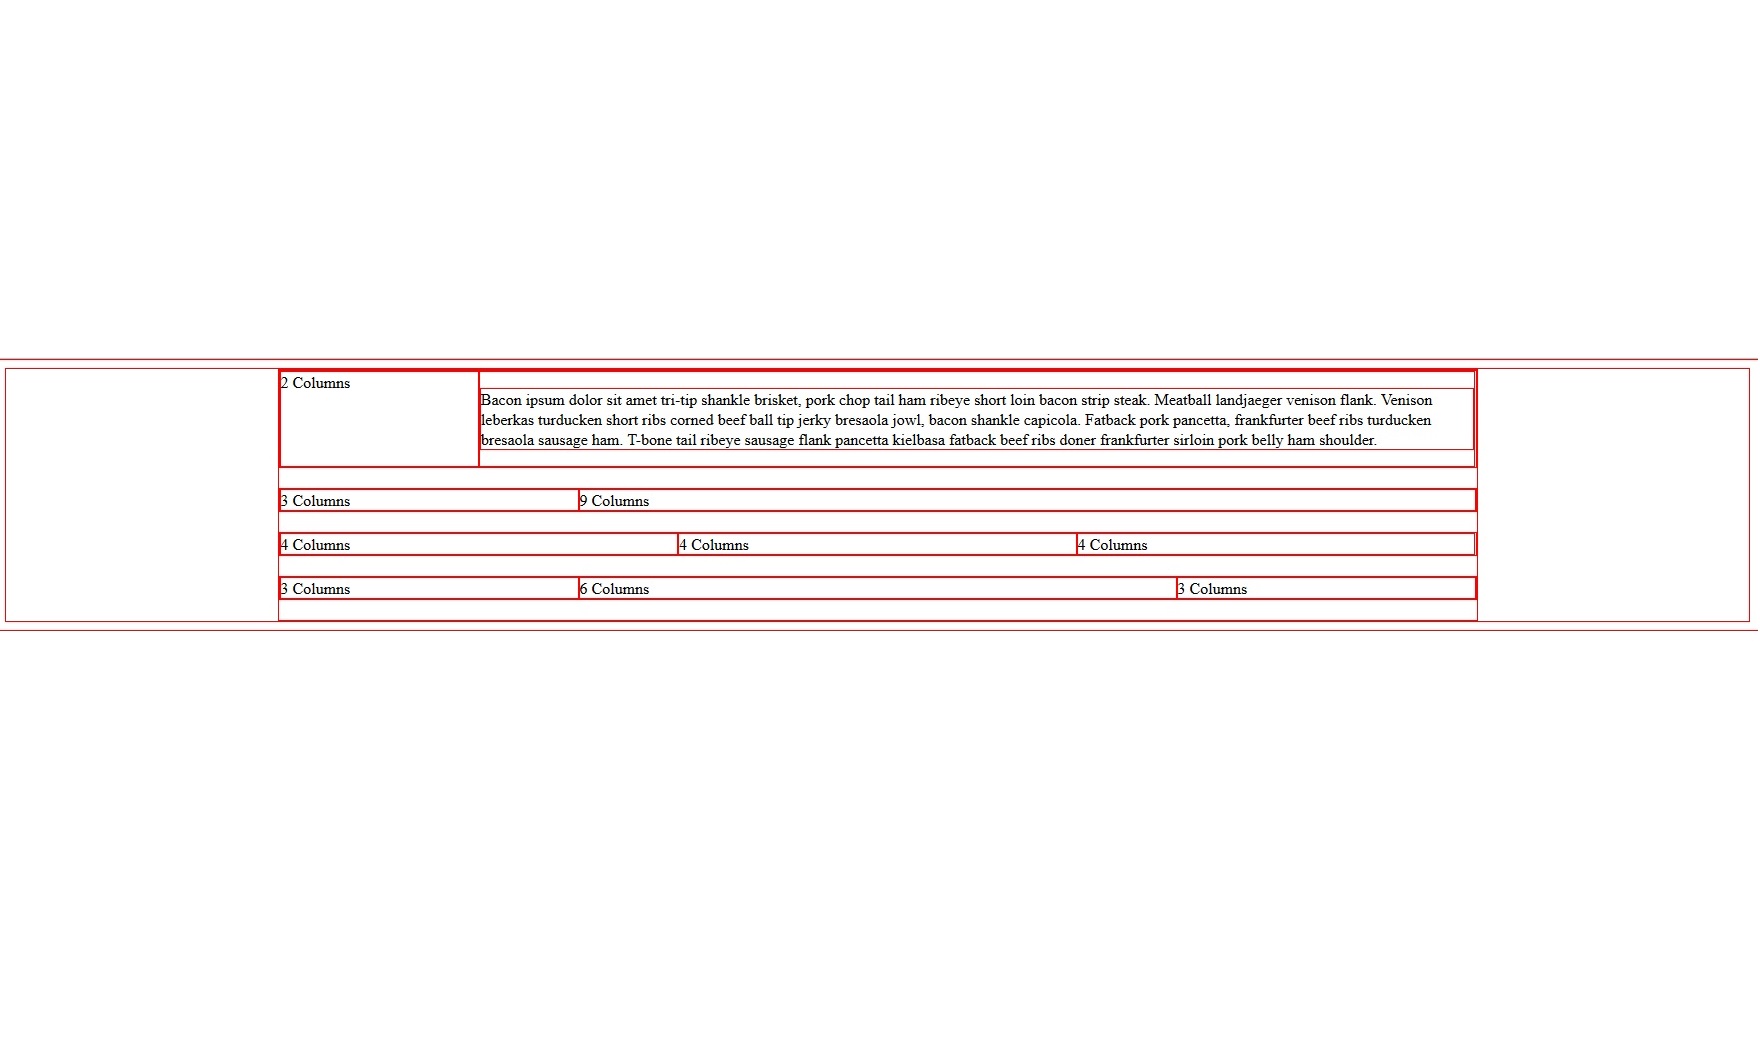 2 Columns
Bacon ipsum dolor sit amet tri-tip shankle brisket, pork chop tail ham ribeye short loin bacon strip steak. Meatball landjaeger venison flank. Venison
leberkas turducken short ribs corned beef ball tip jerky bresaola jowl, bacon shankle capicola. Fatback pork pancetta, frankfurter beef ribs turducken
bresaola sausage ham. T-bone tail ribeye sausage flank pancetta kielbasa fatback beef ribs doner frankfurter sirloin pork belly ham shoulder.
3 Columns
9 Columns
4 Columns
4 Columns
4 Columns
3 Columns
6 Columns
3 Columns